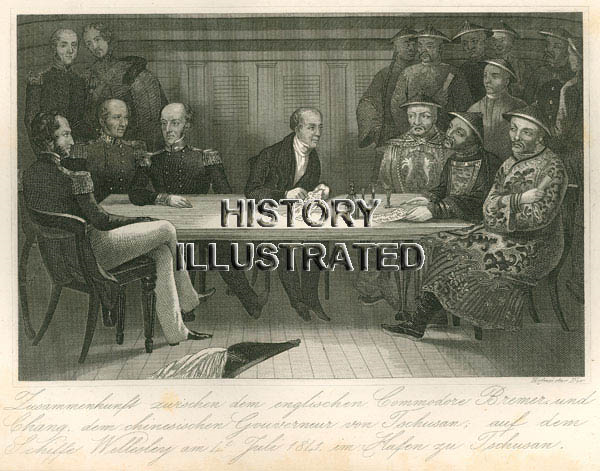 HISTORY
ILLUSTRATED
Zusammenkunft zwischen dem englischen Commodore Bremer und
Chang, dem chinesischen Gouverneur von Tschusan, auf dem
Schiffe Wellesley am 4. Juli 1841. im Hafen zu Tschusan.